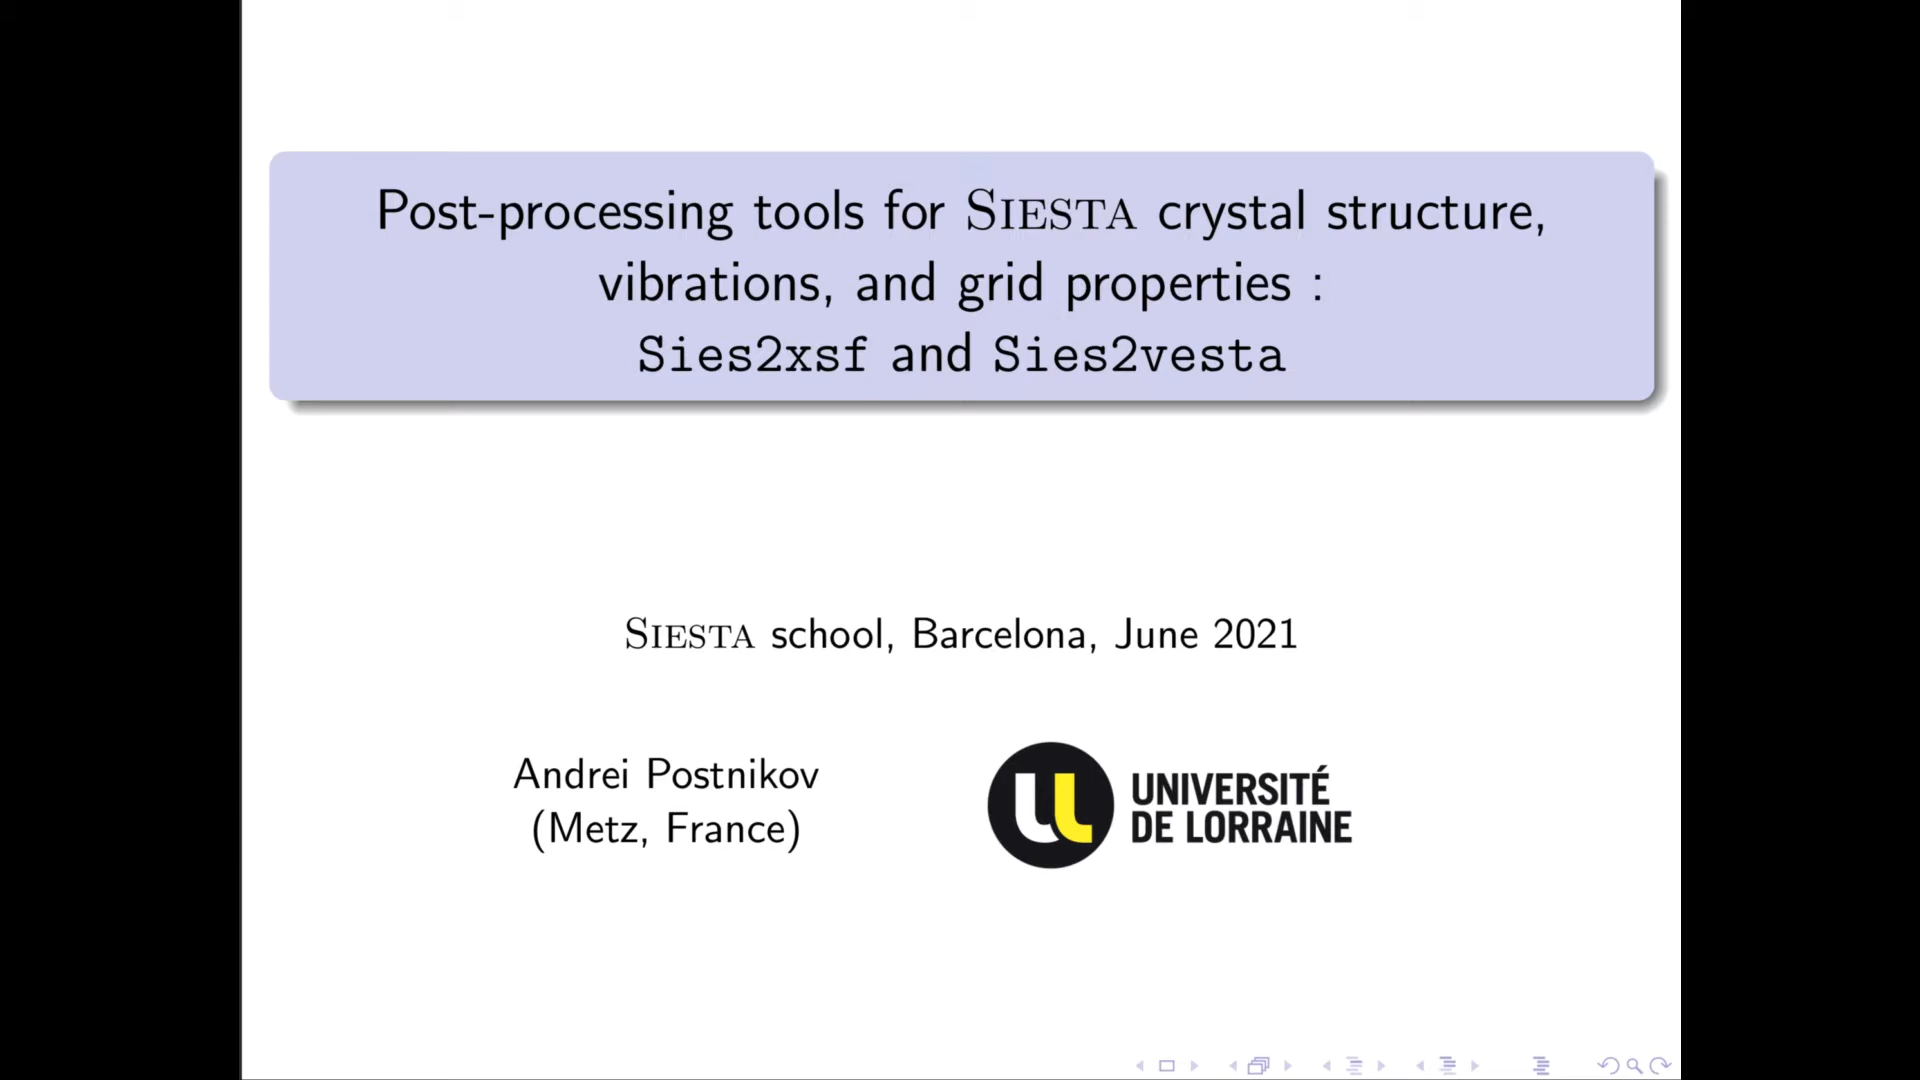 Post-processing tools for SIESTA crystal structure,
vibrations, and grid properties :
Sies2xsf and Sies2vesta
SIESTA school, Barcelona, June 2021
Andrei Postnikov
(Metz, France)
UNIVERSITÉ
DE LORRAINE